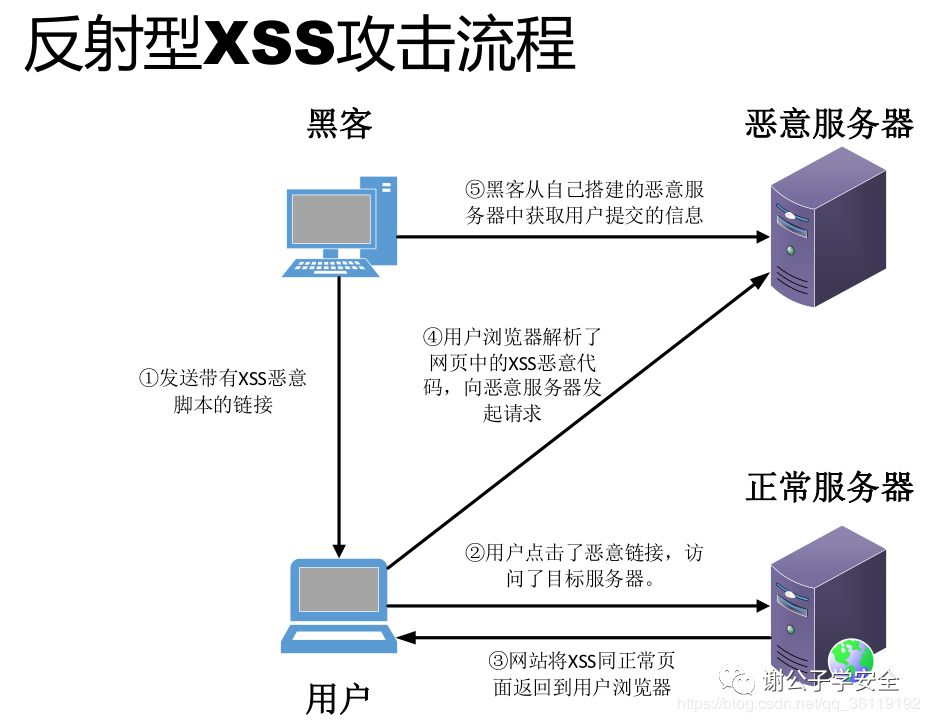 反射型XSS攻击流程
黑客
恶意服务器
⑤黑客从自己搭建的恶意服
务器中获取用户提交的信息
④用户浏览器解析了
网页中的XSS恶意代
码，向恶意服务器发
起请求
①发送带有XSS恶意
脚本的链接
正常服务器
②用户点击了恶意链接，访
问了目标服务器。
③网站将XSS同正常页
面返回到用户浏览器
用户
谢公子学安全
https://blog.csdn.net/qq_36119192